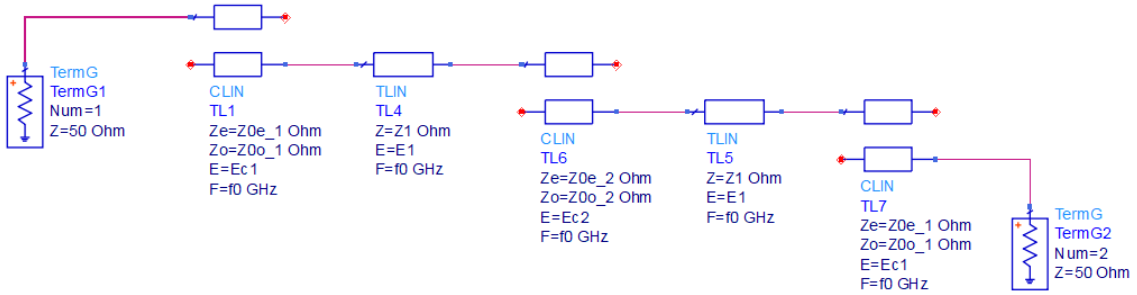 TermG
TermG1
Num=1
Z=50 Ohm
CLIN
TL1
Ze=Z0e_1 Ohm
Zo=Z0o_1 Ohm
E=Ec1
F=f0 GHz
TLIN
TL4
Z=Z1 Ohm
E=E1
F=f0 GHz
CLIN
TL6
Ze=Z0e_2 Ohm
Zo=Z0o_2 Ohm
E=Ec2
F=f0 GHz
TLIN
TL5
Z=Z1 Ohm
E=E1
F=f0 GHz
CLIN
TL7
Ze=Z0e_1 Ohm
Zo=Z0o_1 Ohm
E=Ec1
F=f0 GHz
TermG
TermG2
Num=2
Z=50 Ohm